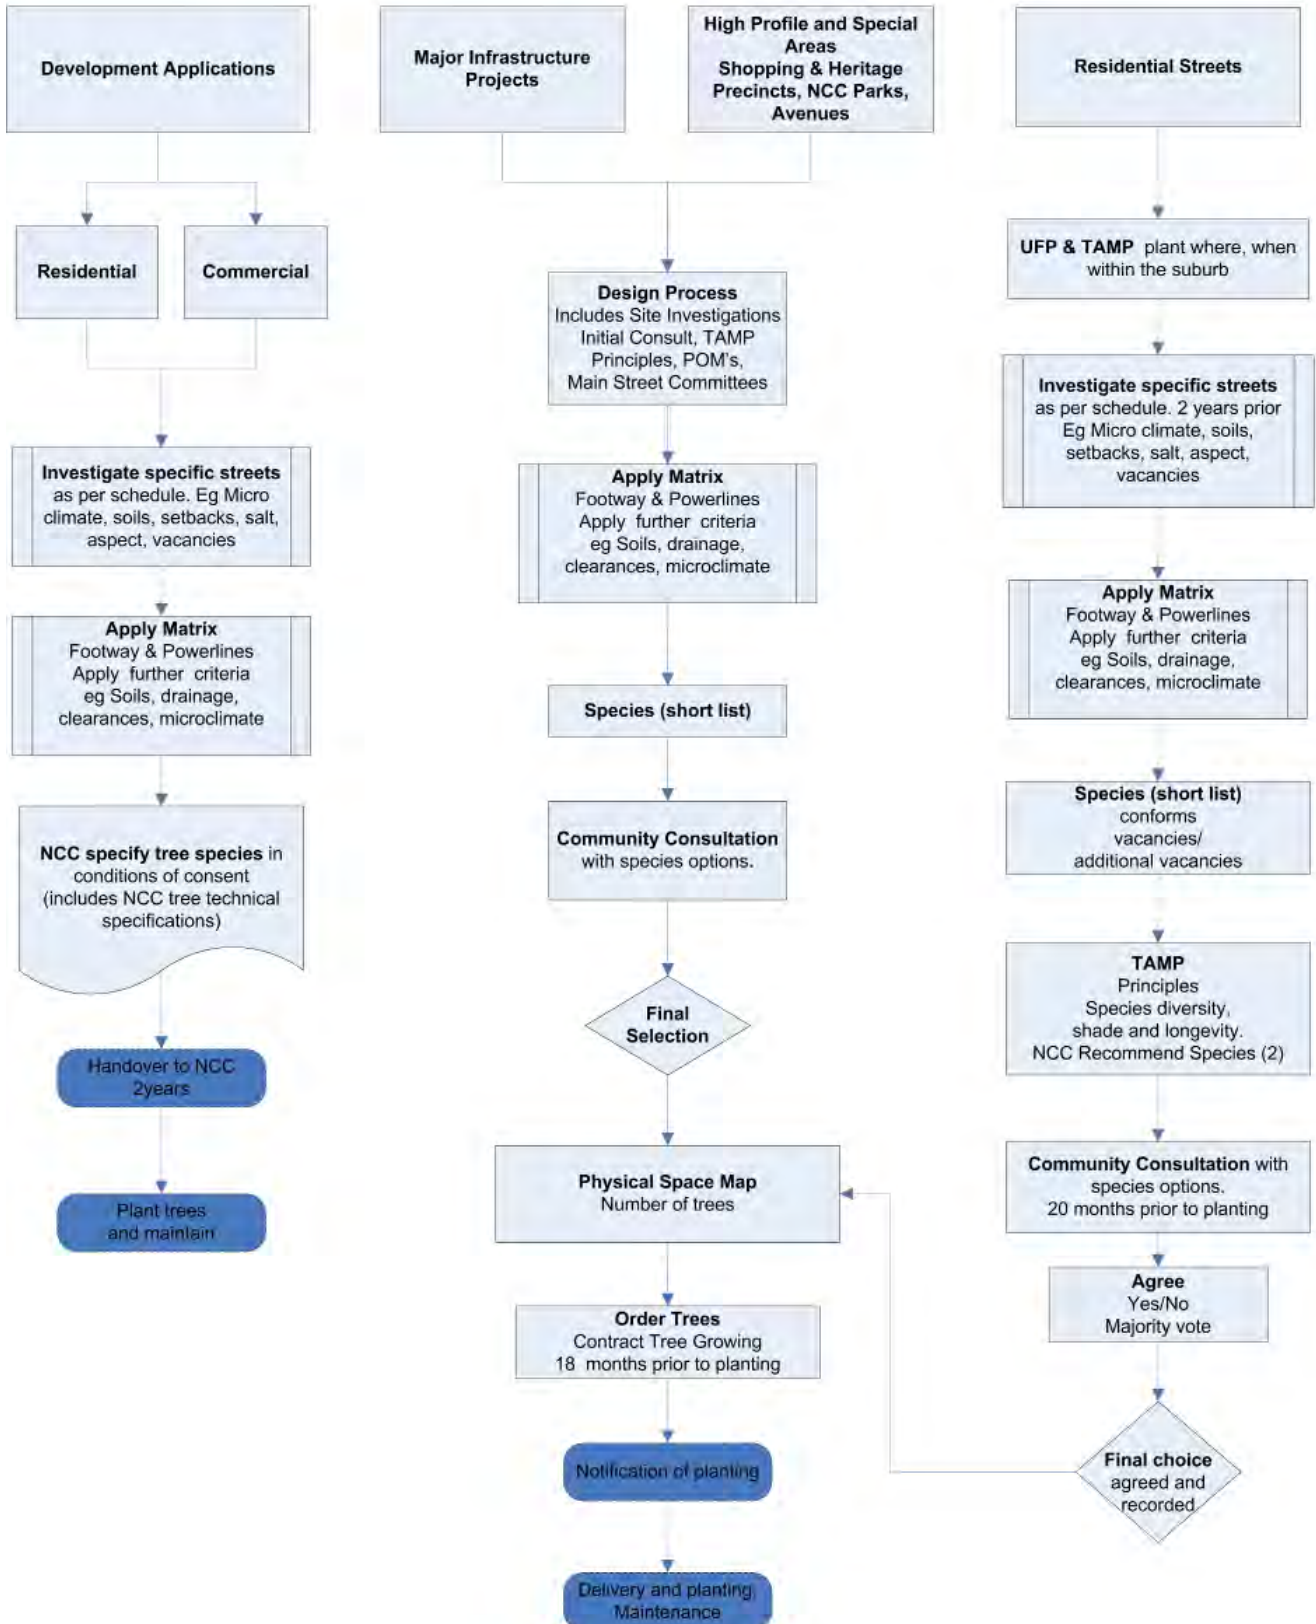 Development Applications
Residential
Commercial
Investigate specific streets
as per schedule. Eg Micro
climate, soils, setbacks, salt,
aspect, vacancies
Apply Matrix
Footway & Powerlines
Apply further criteria
eg Soils, drainage,
clearances, microclimate
NCC specify tree species in
conditions of consent
(includes NCC tree technical
specifications)
Handover to NCC
2years
Plant trees
and maintain
Major Infrastructure
Projects
High Profile and Special
Areas
Shopping & Heritage
Precincts, NCC Parks,
Avenues
Design Process
Includes Site Investigations
Initial Consult, TAMP
Principles, POM's,
Main Street Committees
Apply Matrix
Footway & Powerlines
Apply further criteria
eg Soils, drainage,
clearances, microclimate
Species (short list)
Community Consultation
with species options.
Final
Selection
Physical Space Map
Number of trees
Order Trees
Contract Tree Growing
18 months prior to planting
Notification of planting
Delivery and planting
Maintenance
Residential Streets
UFP & TAMP plant where, when
within the suburb
Investigate specific streets
as per schedule. 2 years prior
Eg Micro climate, soils,
setbacks, salt, aspect,
vacancies
Apply Matrix
Footway & Powerlines
Apply further criteria
eg Soils, drainage,
clearances, microclimate
Species (short list)
conforms
vacancies/
additional vacancies
TAMP
Principles
Species diversity,
shade and longevity.
NCC Recommend Species (2)
Community Consultation with
species options.
20 months prior to planting
Agree
Yes/No
Majority vote
Final choice
agreed and
recorded